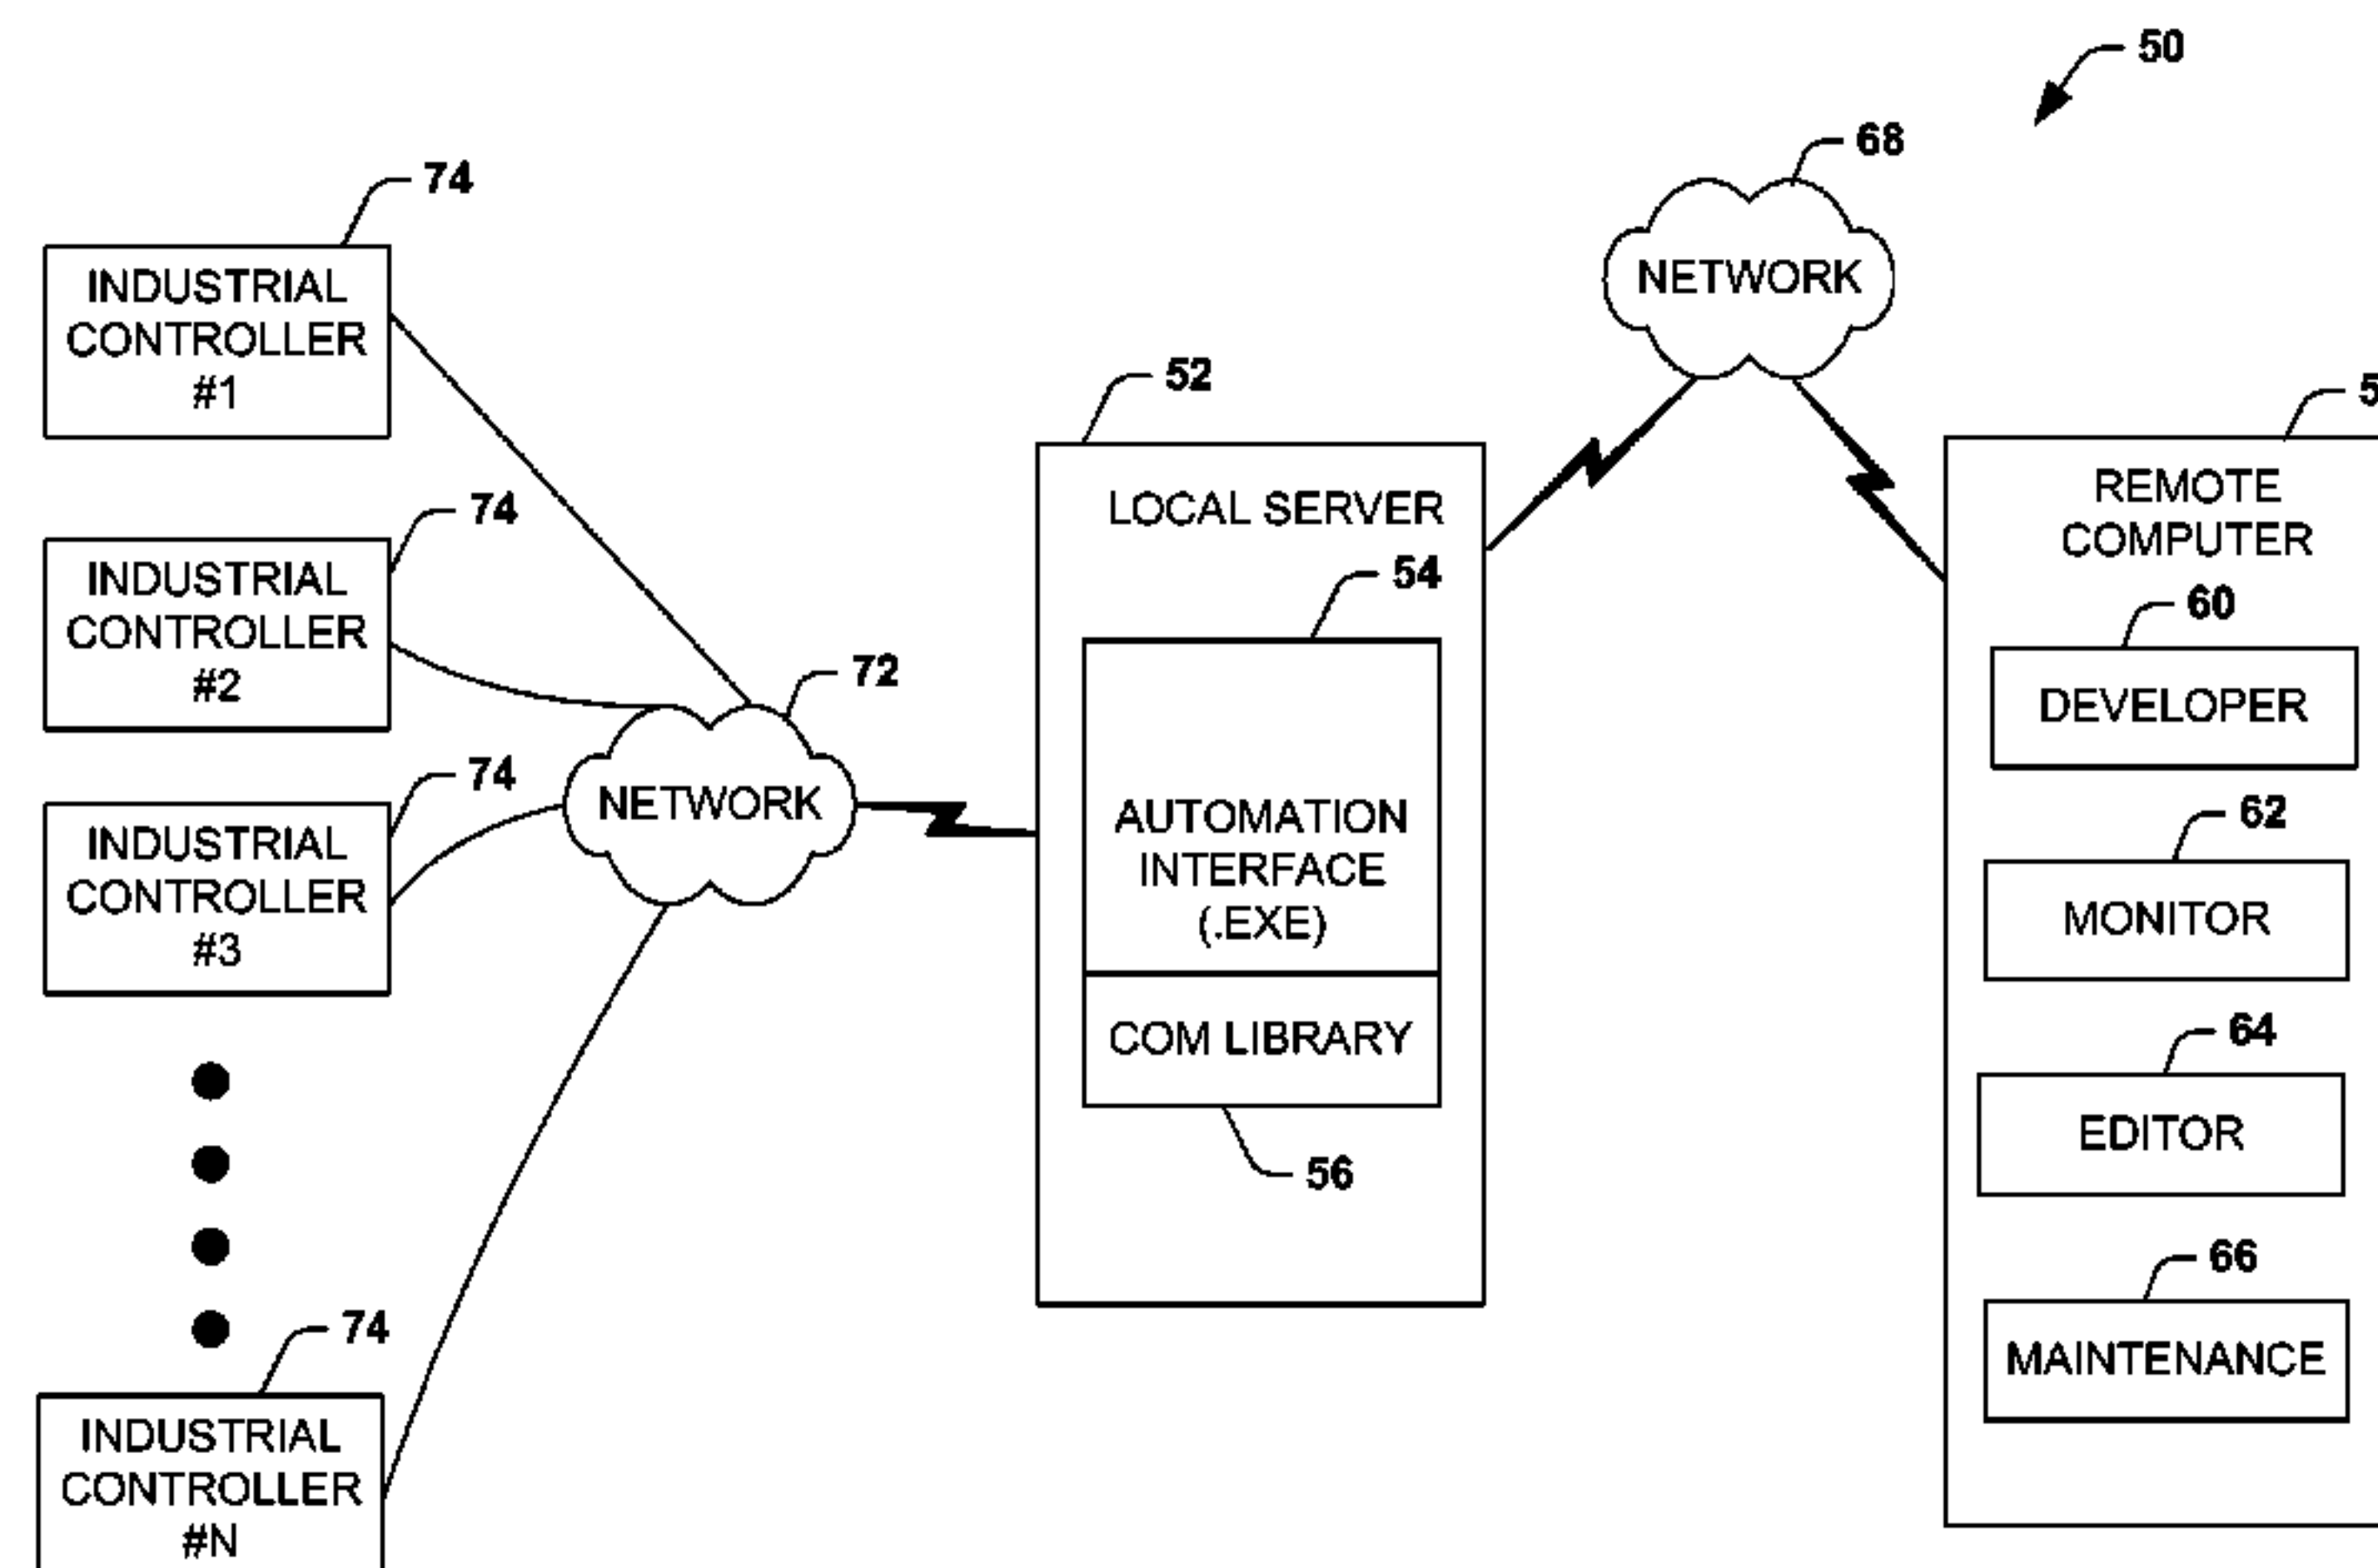 50
68
NETWORK
74
INDUSTRIAL
CONTROLLER
#1
74
INDUSTRIAL
CONTROLLER
#2
74
INDUSTRIAL
CONTROLLER
#3
74
INDUSTRIAL
CONTROLLER
#N
72
NETWORK
52
LOCAL SERVER
54
AUTOMATION
INTERFACE
(.EXE)
COM LIBRARY
56
REMOTE
COMPUTER
60
DEVELOPER
62
MONITOR
64
EDITOR
66
MAINTENANCE